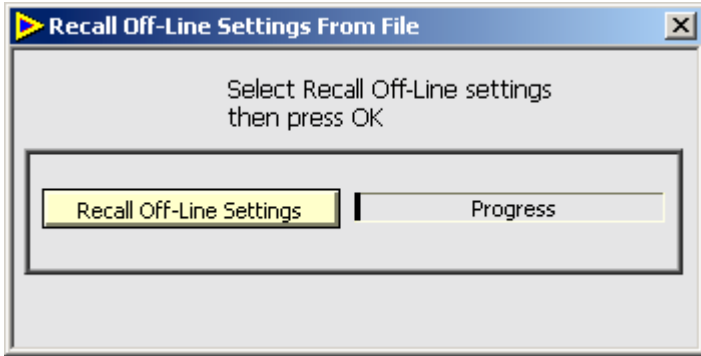 Recall Off-Line Settings From File
Select Recall Off-Line settings
then press OK
Recall Off-Line Settings
Progress